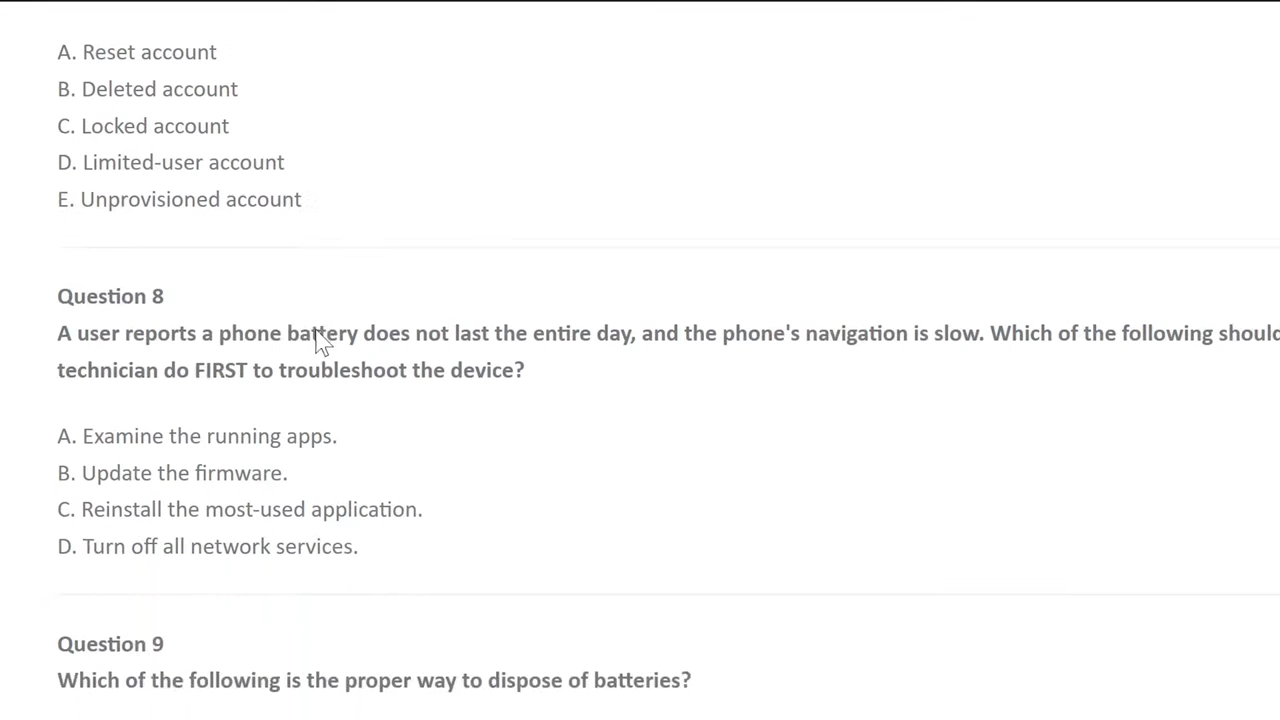 A. Reset account
B. Deleted account
C. Locked account
D. Limited-user account
E. Unprovisioned account
Question 8
A user reports a phone battery does not last the entire day, and the phone's navigation is slow. Which of the following should
technician do FIRST to troubleshoot the device?
A. Examine the running apps.
B. Update the firmware.
C. Reinstall the most-used application.
D. Turn off all network services.
Question 9
Which of the following is the proper way to dispose of batteries?